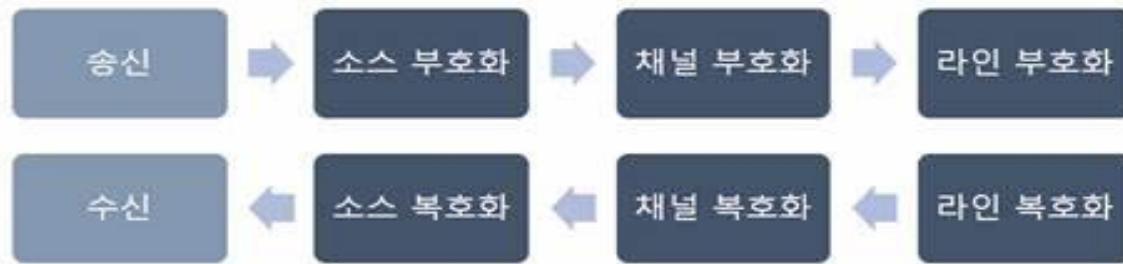 송신 소스 부호화 채널 부호화 라인 부호화
수신 소스 복호화 채널 복호화 라인 복호화